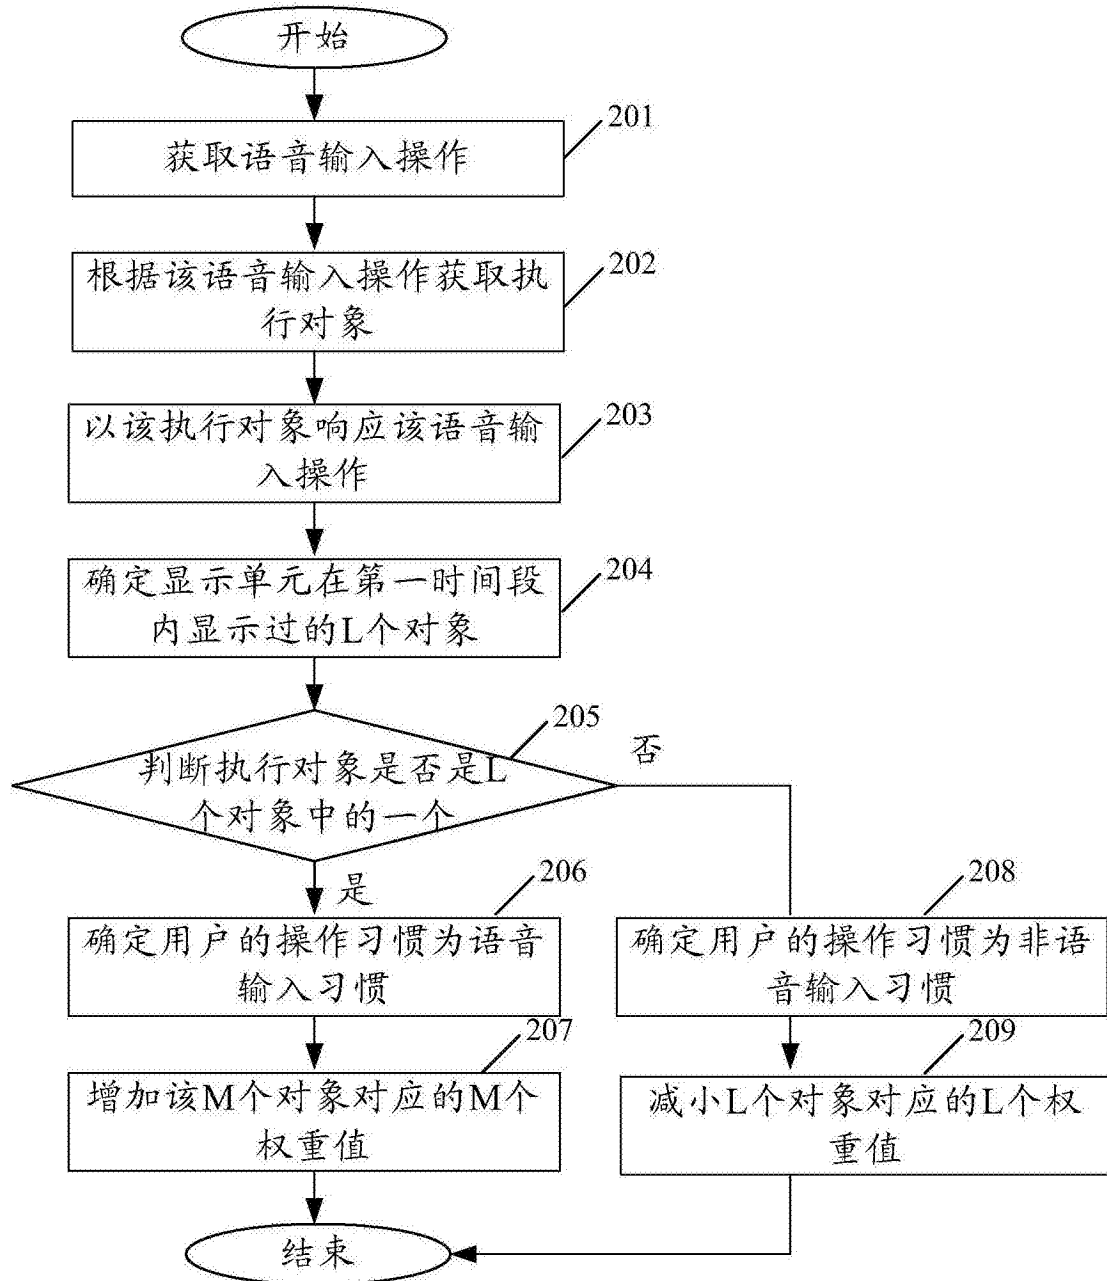 开始
201
获取语音输入操作
202
根据该语音输入操作获取执
行对象
203
以该执行对象响应该语音输
入操作
204
确定显示单元在第一时间段
内显示过的L个对象
205
否
判断执行对象是否是L
个对象中的一个
是
206
208
确定用户的操作习惯为语音
输入习惯
确定用户的操作习惯为非语
音输入习惯
207
209
增加该M个对象对应的M个
权重值
减小L个对象对应的L个权
重值
结束